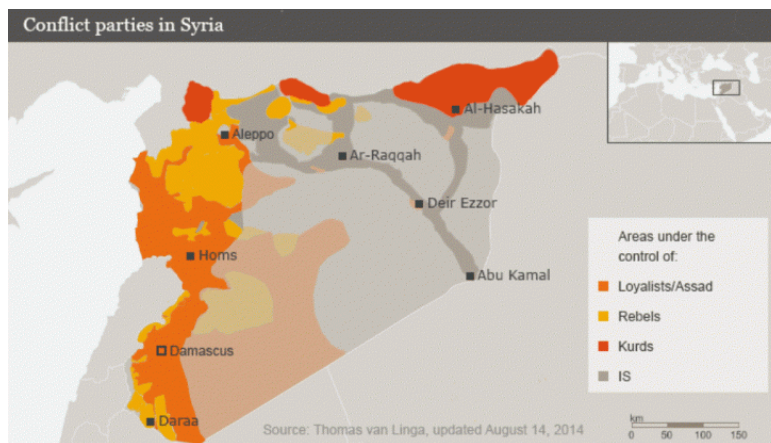 Conflict parties in Syria
Aleppo
Al-Hasakah
Ar-Raqqah
Deir Ezzor
Homs
Abu Kamal
Damascus
Daraa
Areas under the
control of:
Loyalists/Assad
Rebels
Kurds
IS
km
0 50 100 150
Source: Thomas van Linga, updated August 14, 2014